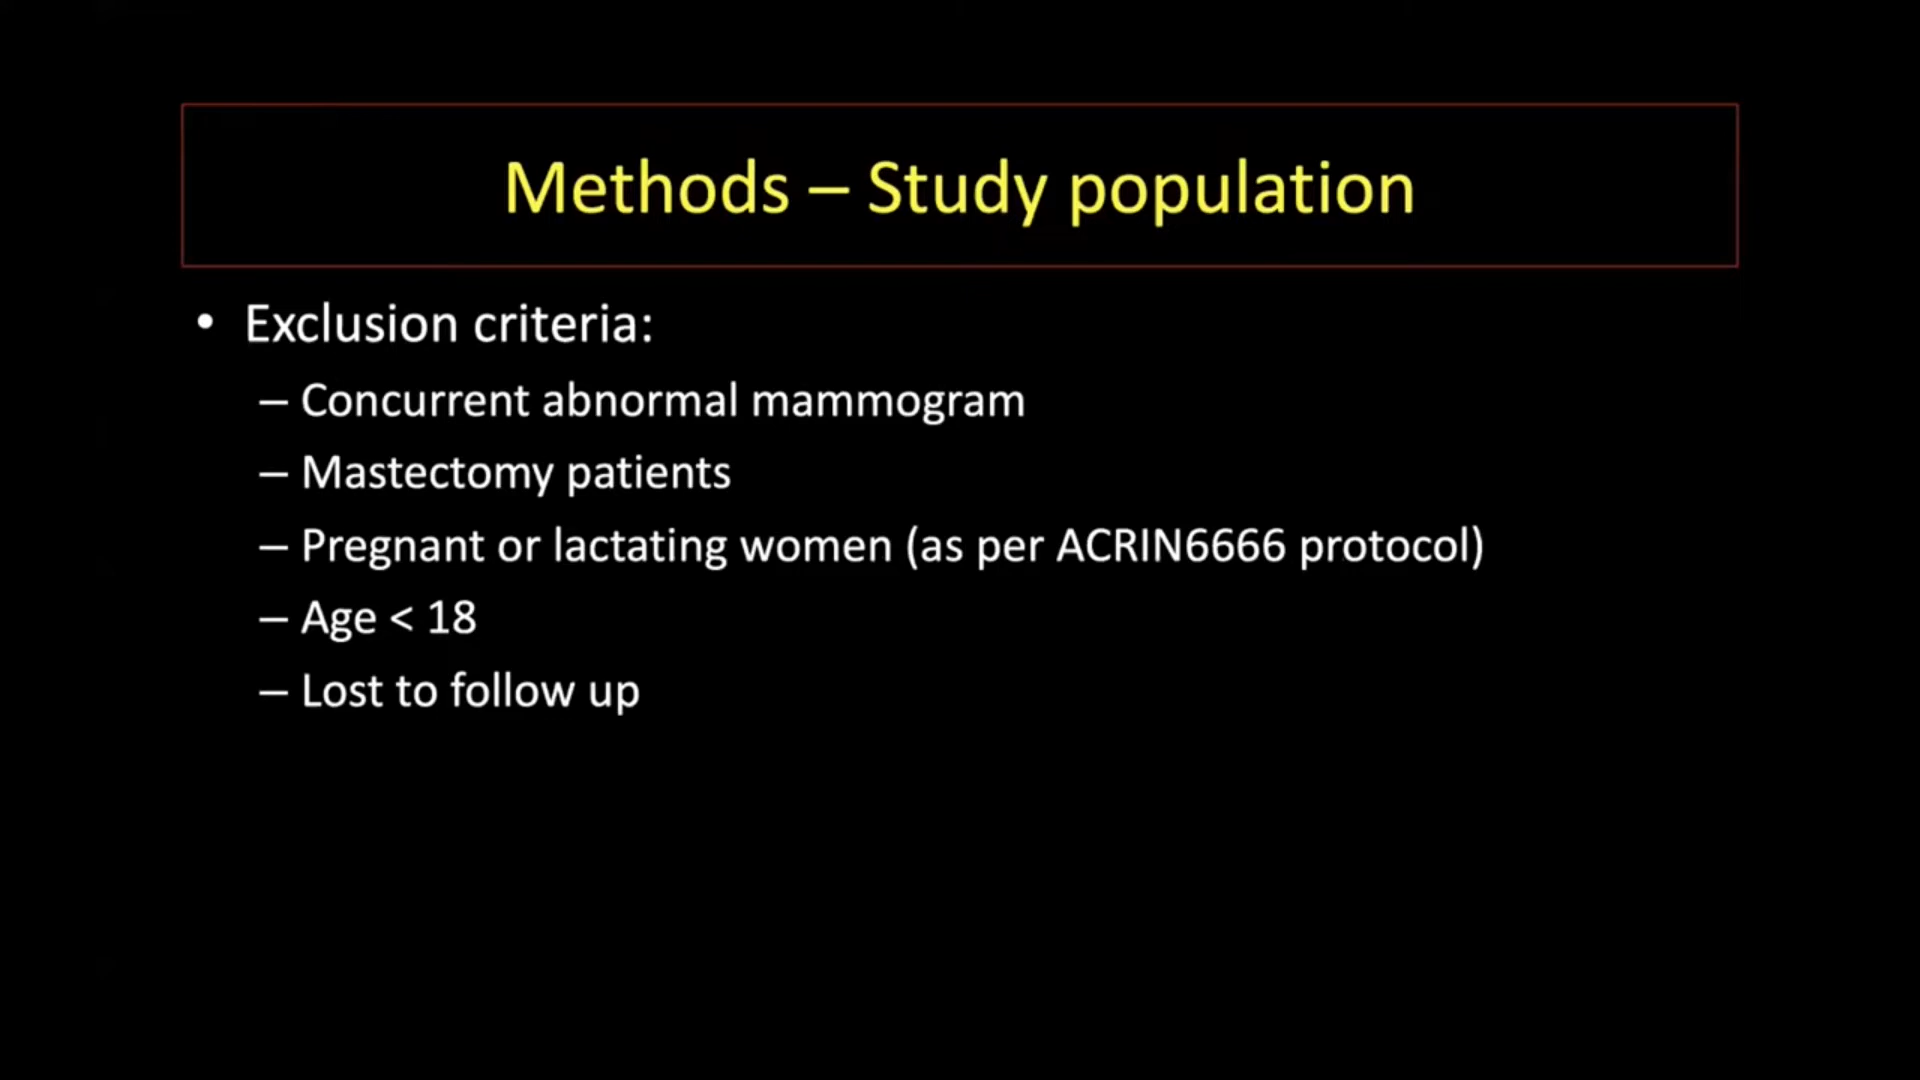 Methods – Study population
• Exclusion criteria:
– Concurrent abnormal mammogram
– Mastectomy patients
– Pregnant or lactating women (as per ACRIN6666 protocol)
– Age < 18
– Lost to follow up